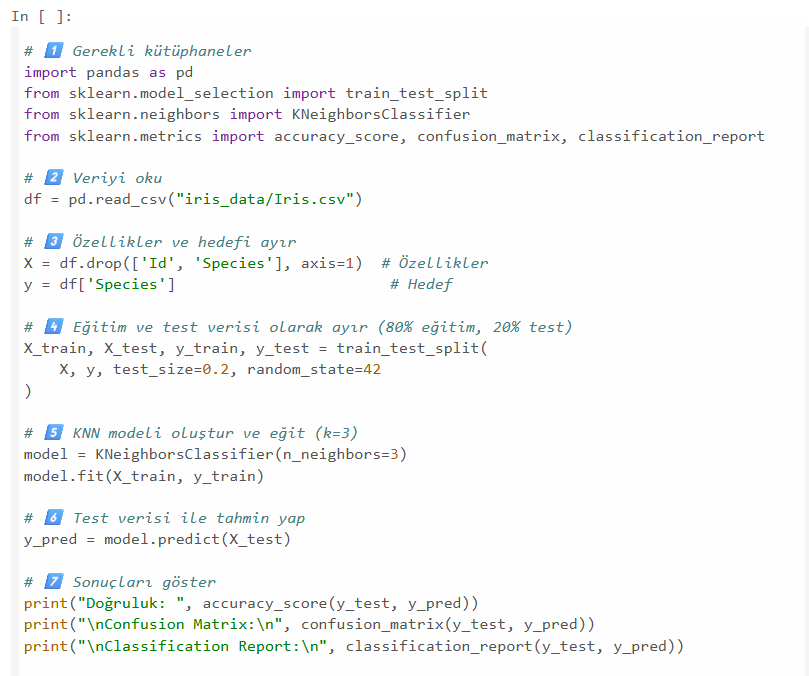 In [ ]:
# 1️⃣ Gerekli kütüphaneler
import pandas as pd
from sklearn.model_selection import train_test_split
from sklearn.neighbors import KNeighborsClassifier
from sklearn.metrics import accuracy_score, confusion_matrix, classification_report
# 2️⃣ Veriyi oku
df = pd.read_csv("iris_data/Iris.csv")
# 3️⃣ Özellikler ve hedefi ayır
X = df.drop(['Id', 'Species'], axis=1)  # Özellikler
y = df['Species']                        # Hedef
# 4️⃣ Eğitim ve test verisi olarak ayır (80% eğitim, 20% test)
X_train, X_test, y_train, y_test = train_test_split(
    X, y, test_size=0.2, random_state=42
)
# 5️⃣ KNN modeli oluştur ve eğit (k=3)
model = KNeighborsClassifier(n_neighbors=3)
model.fit(X_train, y_train)
# 6️⃣ Test verisi ile tahmin yap
y_pred = model.predict(X_test)
# 7️⃣ Sonuçları göster
print("Doğruluk: ", accuracy_score(y_test, y_pred))
print("\nConfusion Matrix:\n", confusion_matrix(y_test, y_pred))
print("\nClassification Report:\n", classification_report(y_test, y_pred))